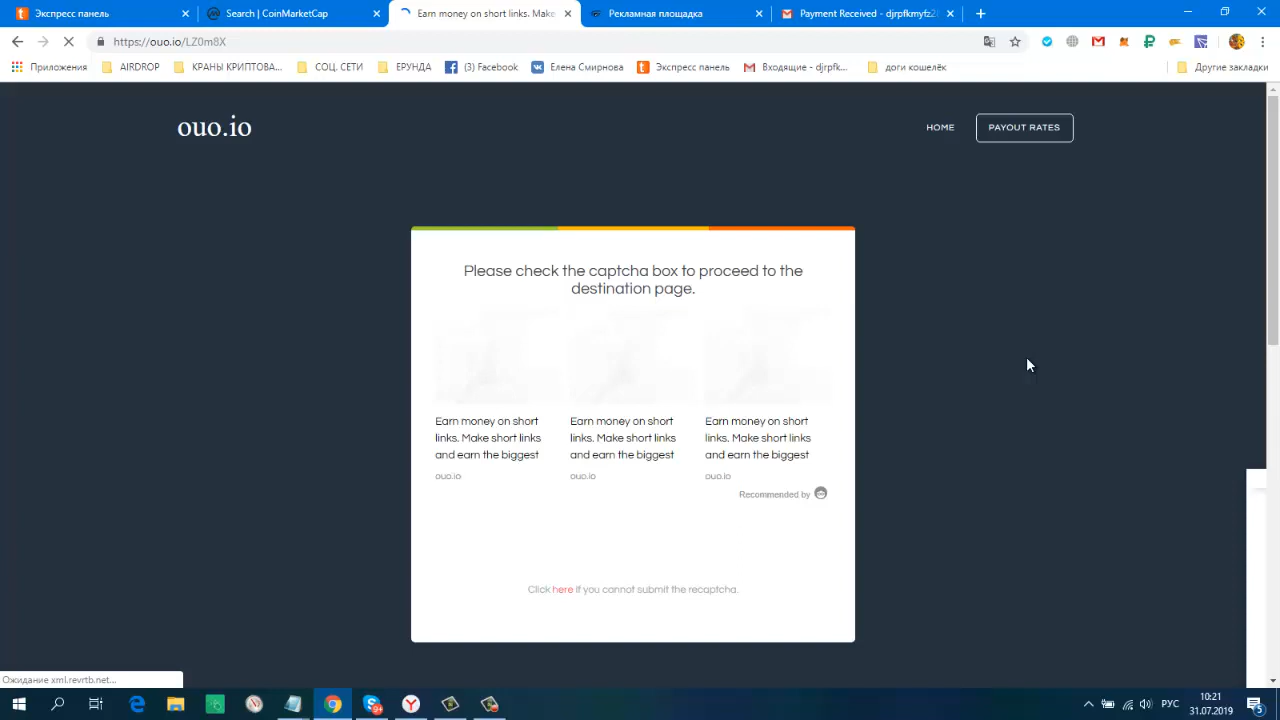 Экспресс панель
Search | CoinMarketCap
Earn money on short links. Make
Рекламная площадка
Payment Received - djrpfkmyfz2
https://ouo.io/LZ0m8X
Приложения
AIRDROP
КРАНЫ КРИПТОВА...
СОЦ. СЕТИ
ЕРУНДА
(3) Facebook
Елена Смирнова
Экспресс панель
Входящие - djrpfk...
доги кошелёк
Другие закладки
ouo.io
HOME
PAYOUT RATES
Please check the captcha box to proceed to the
destination page.
Earn money on short
links. Make short links
and earn the biggest
ouo.io
Earn money on short
links. Make short links
and earn the biggest
ouo.io
Earn money on short
links. Make short links
and earn the biggest
ouo.io
Recommended by
Click here if you cannot submit the recaptcha.
Ожидание xml.revrtb.net...
РУС
10:21
31.07.2019